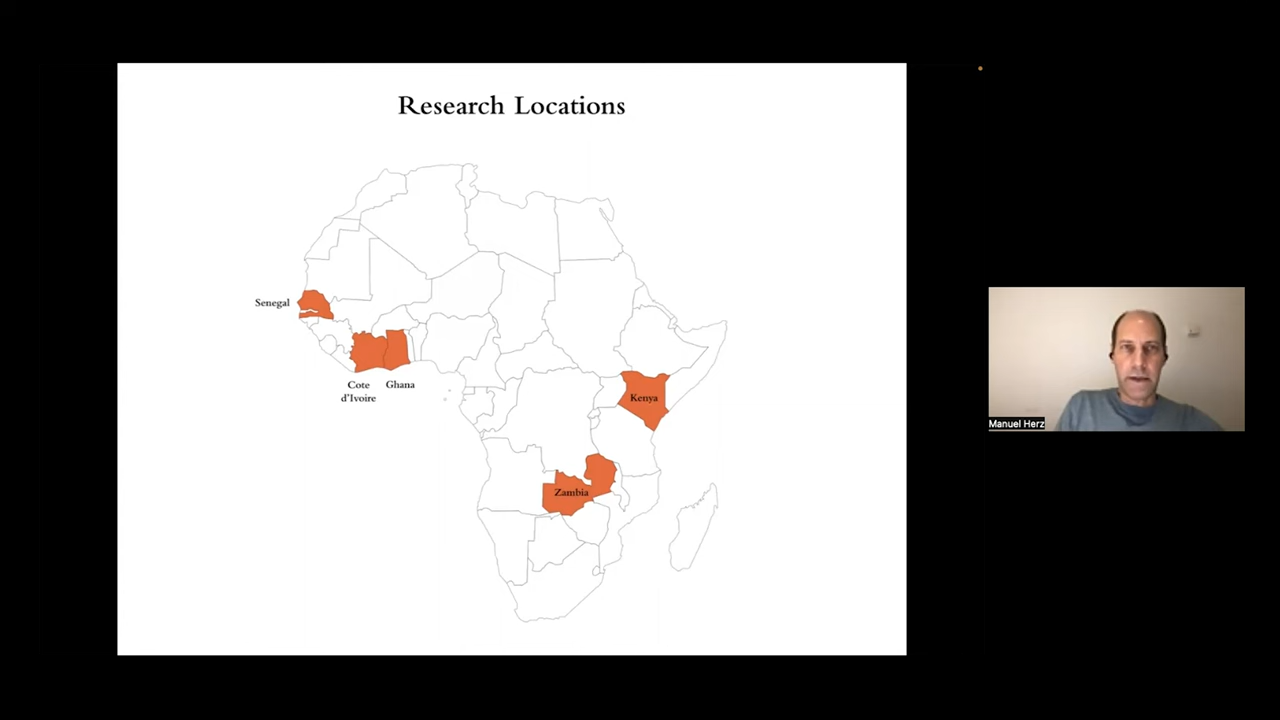 Research Locations
Senegal
Cote
d'Ivoire
Ghana
Kenya
Zambia
Manuel Herz